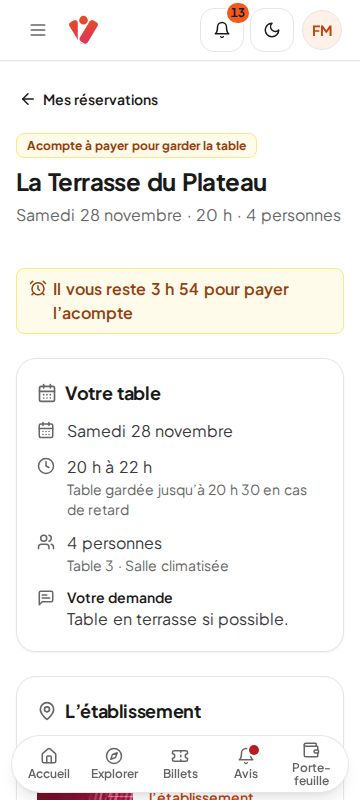 13
FM
Mes réservations
Acompte à payer pour garder la table
La Terrasse du Plateau
Samedi 28 novembre · 20 h · 4 personnes
Il vous reste 3 h 54 pour payer
l’acompte
Votre table
Samedi 28 novembre
20 h à 22 h
Table gardée jusqu’à 20 h 30 en cas
de retard
4 personnes
Table 3 · Salle climatisée
Votre demande
Table en terrasse si possible.
L’établissement
Accueil
Explorer
Billets
Avis
Porte-
feuille
l’établissement